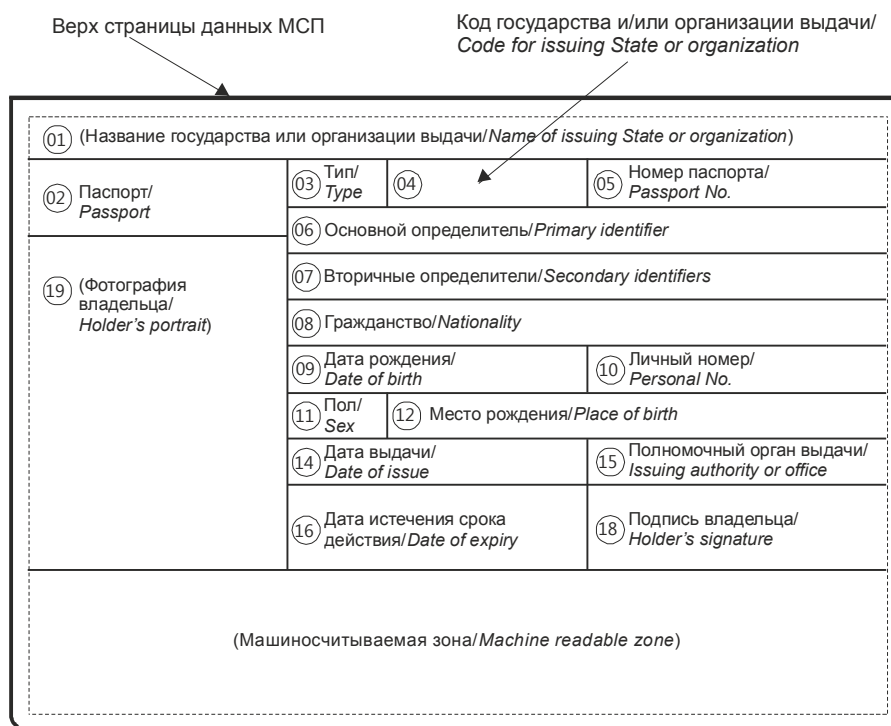 Верх страницы данных МСП
Код государства и/или организации выдачи/
Code for issuing State or organization
01 (Название государства или организации выдачи/Name of issuing State or organization)
02 Паспорт/
Passport
03 Тип/
Type
04
05 Номер паспорта/
Passport No.
06 Основной определитель/Primary identifier
07 Вторичные определители/Secondary identifiers
19 (Фотография
владельца/
Holder’s portrait)
08 Гражданство/Nationality
09 Дата рождения/
Date of birth
10 Личный номер/
Personal No.
11 Пол/
Sex
12 Место рождения/Place of birth
14 Дата выдачи/
Date of issue
15 Полномочный орган выдачи/
Issuing authority or office
16 Дата истечения срока
действия/Date of expiry
18 Подпись владельца/
Holder’s signature
(Машиносчитываемая зона/Machine readable zone)